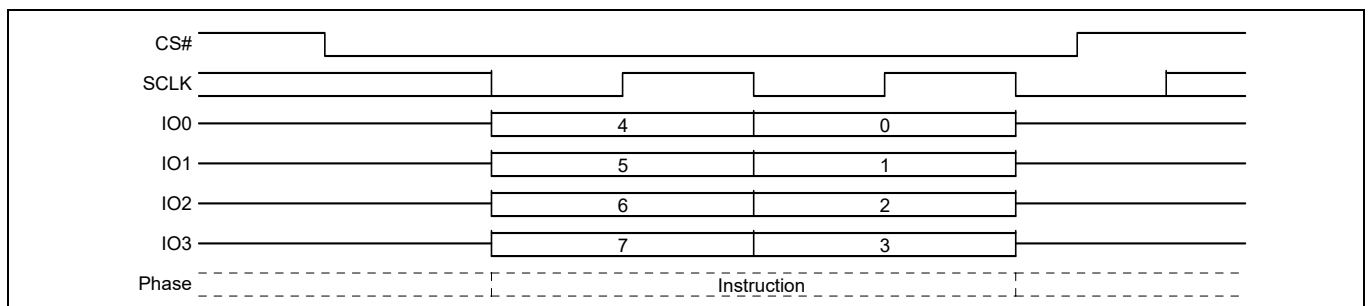 CS#
SCLK
IO0 4 0
IO1 5 1
IO2 6 2
IO3 7 3
Phase Instruction